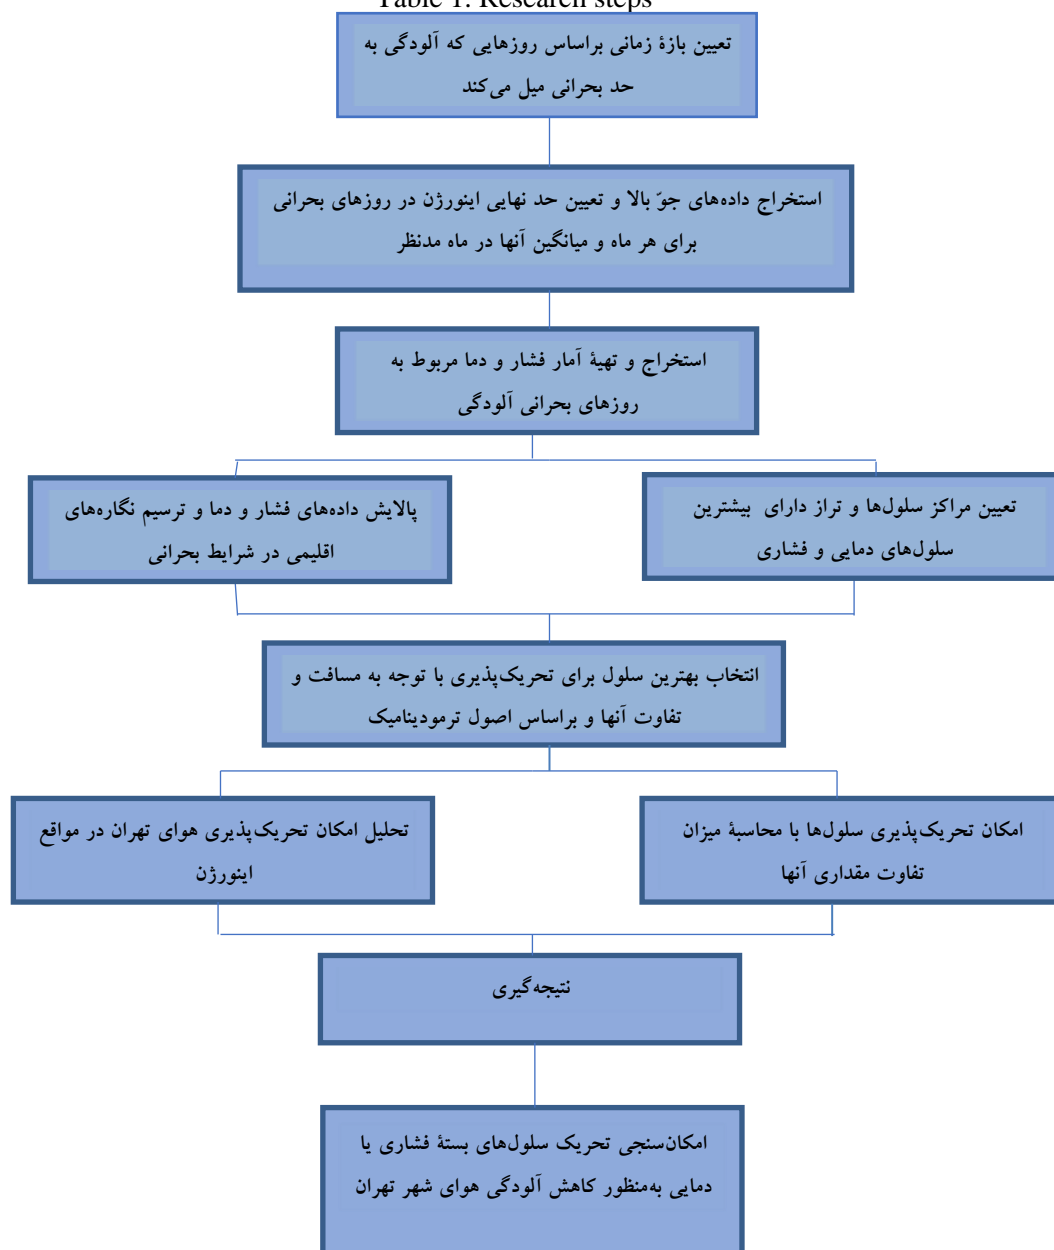 Table 1. Research steps
تعیین بازهٔ زمانی براساس روزهایی که آلودگی به
حد بحرانی میل می‌کند
استخراج داده‌های جوّ بالا و تعیین حد نهایی اینورژن در روزهای بحرانی
برای هر ماه و میانگین آنها در ماه مدنظر
استخراج و تهیهٔ آمار فشار و دما مربوط به
روزهای بحرانی آلودگی
تعیین مراکز سلول‌ها و تراز دارای بیشترین
سلول‌های دمایی و فشاری
پالایش داده‌های فشار و دما و ترسیم نگاره‌های
اقلیمی در شرایط بحرانی
انتخاب بهترین سلول برای تحریک‌پذیری با توجه به مسافت و
تفاوت آنها و براساس اصول ترمودینامیک
امکان تحریک‌پذیری سلول‌ها با محاسبهٔ میزان
تفاوت مقداری آنها
تحلیل امکان تحریک‌پذیری هوای تهران در مواقع
اینورژن
نتیجه‌گیری
امکان‌سنجی تحریک سلول‌های بستهٔ فشاری یا
دمایی به‌منظور کاهش آلودگی هوای شهر تهران